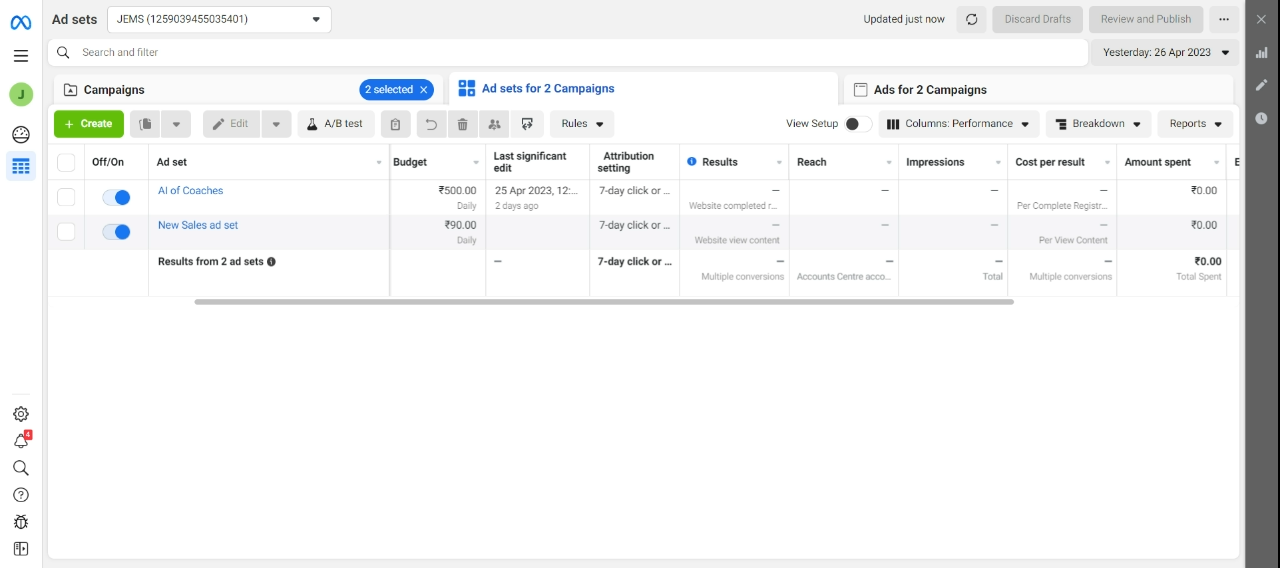 Ad sets
JEMS (1259039455035401)
Updated just now
Discard Drafts
Review and Publish
Search and filter
Yesterday: 26 Apr 2023
Campaigns
2 selected
Ad sets for 2 Campaigns
Ads for 2 Campaigns
+ Create
Edit
A/B test
Rules
View Setup
Columns: Performance
Breakdown
Reports
Off/On
Ad set
Budget
Last significant
edit
Attribution
setting
Results
Reach
Impressions
Cost per result
Amount spent
E
J
AI of Coaches
₹500.00
Daily
25 Apr 2023, 12:...
2 days ago
7-day click or ...
—
Website completed r...
—
—
—
Per Complete Registr...
₹0.00
New Sales ad set
₹90.00
Daily
7-day click or ...
—
Website view content
—
—
—
Per View Content
₹0.00
Results from 2 ad sets
—
7-day click or ...
—
Multiple conversions
—
Accounts Centre acco...
—
Total
—
Multiple conversions
₹0.00
Total Spent
4